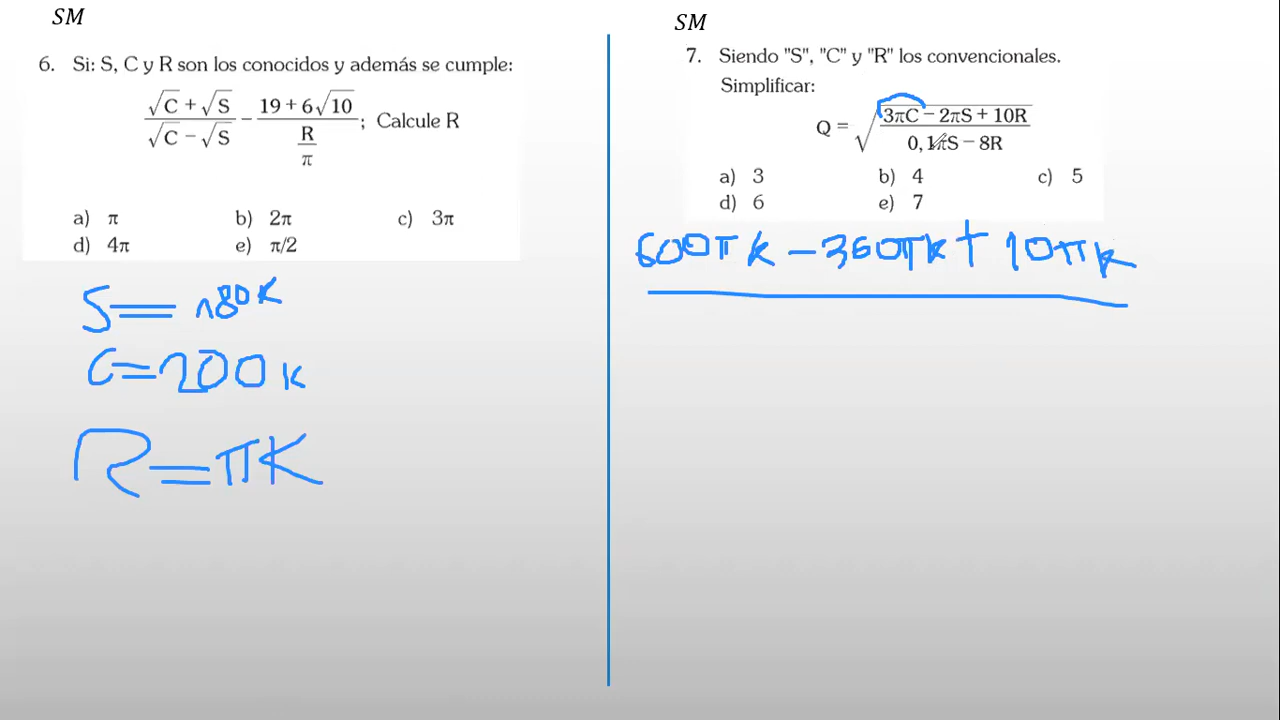 SM
6. Si: S, C y R son los conocidos y además se cumple:
√C + √S / √C − √S − 19 + 6√10 / R/π ; Calcule R
a) π b) 2π c) 3π
d) 4π e) π/2
S = 180K
C = 200K
R = πK
SM
7. Siendo "S", "C" y "R" los convencionales.
Simplificar:
Q = √ 3πC − 2πS + 10R / 0,1πS − 8R
a) 3 b) 4 c) 5
d) 6 e) 7
600πk − 360πk + 10πk